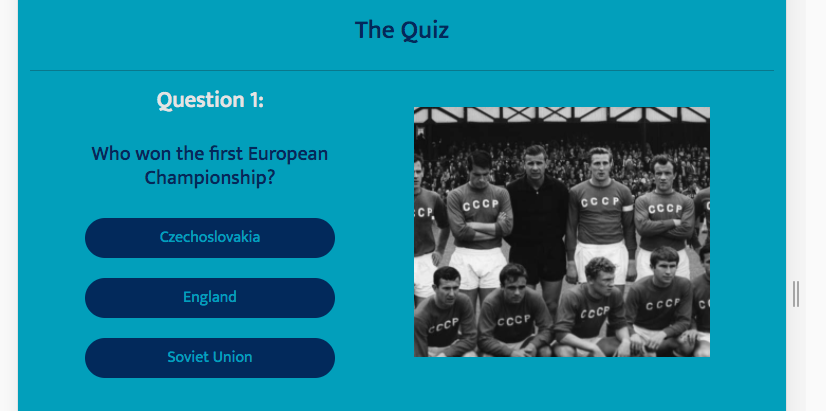 The Quiz
Question 1:
Who won the first European
Championship?
Czechoslovakia
England
Soviet Union
CCCP
CCCP
CCCP
CCCP
CCCP
CCCP
CCCP